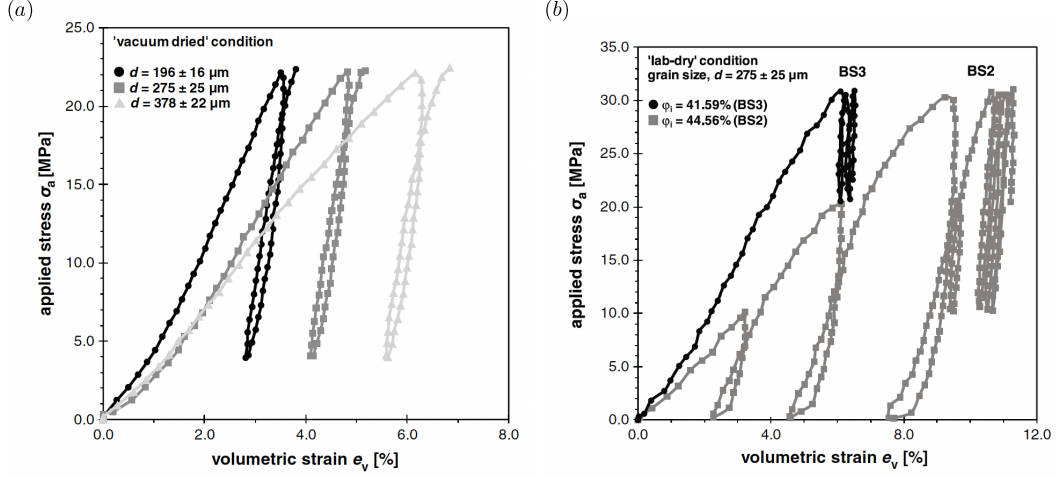 (a)
25.0
20.0
15.0
10.0
5.0
0.0
applied stress σa [MPa]
'vacuum dried' condition
d = 196 ± 16 µm
d = 275 ± 25 µm
d = 378 ± 22 µm
0.0 2.0 4.0 6.0 8.0
volumetric strain ev [%]
(b)
35.0
30.0
25.0
20.0
15.0
10.0
5.0
0.0
applied stress σa [MPa]
'lab-dry' condition
grain size, d = 275 ± 25 µm
BS3 BS2
φi = 41.59% (BS3)
φi = 44.56% (BS2)
0.0 4.0 8.0 12.0
volumetric strain ev [%]